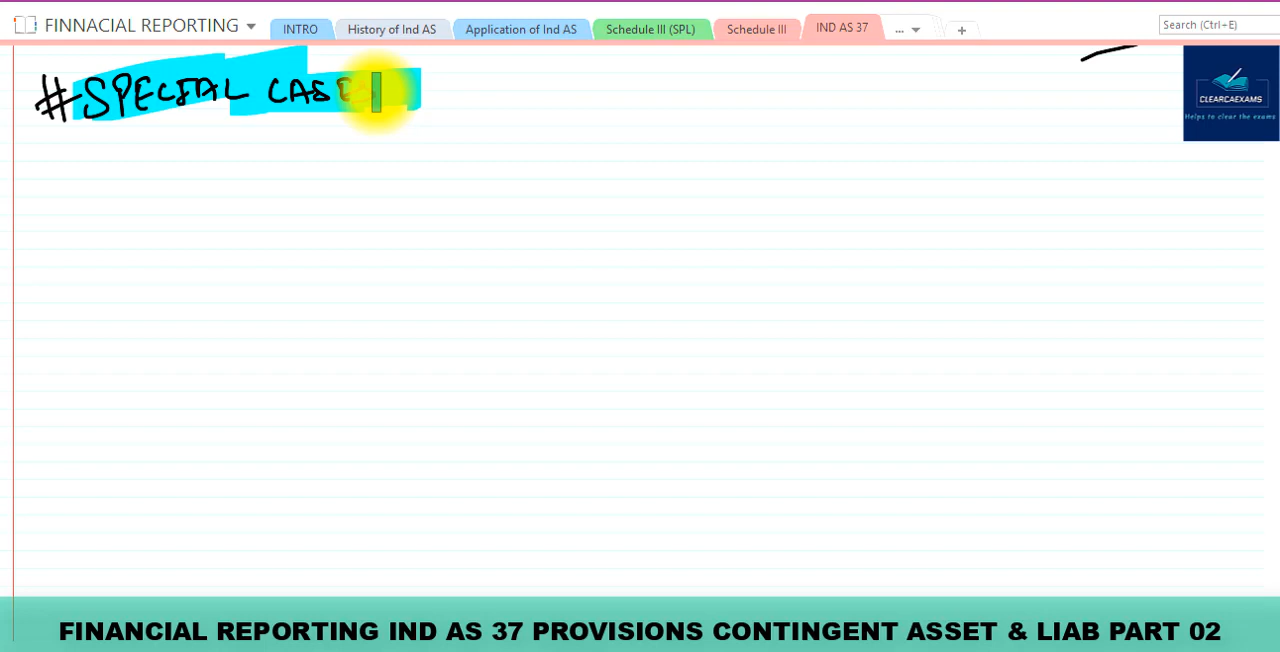 FINNACIAL REPORTING
INTRO
History of Ind AS
Application of Ind AS
Schedule III (SPL)
Schedule III
IND AS 37
...
+
Search (Ctrl+E)
#SPECIAL CASE
CLEARCAEXAMS
Helps to clear the exams
FINANCIAL REPORTING IND AS 37 PROVISIONS CONTINGENT ASSET & LIAB PART 02